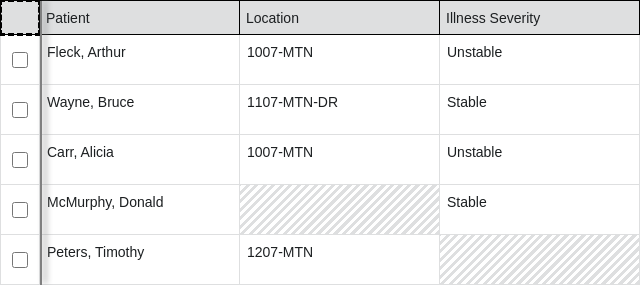 Patient Location Illness Severity
Fleck, Arthur 1007-MTN Unstable
Wayne, Bruce 1107-MTN-DR Stable
Carr, Alicia 1007-MTN Unstable
McMurphy, Donald Stable
Peters, Timothy 1207-MTN